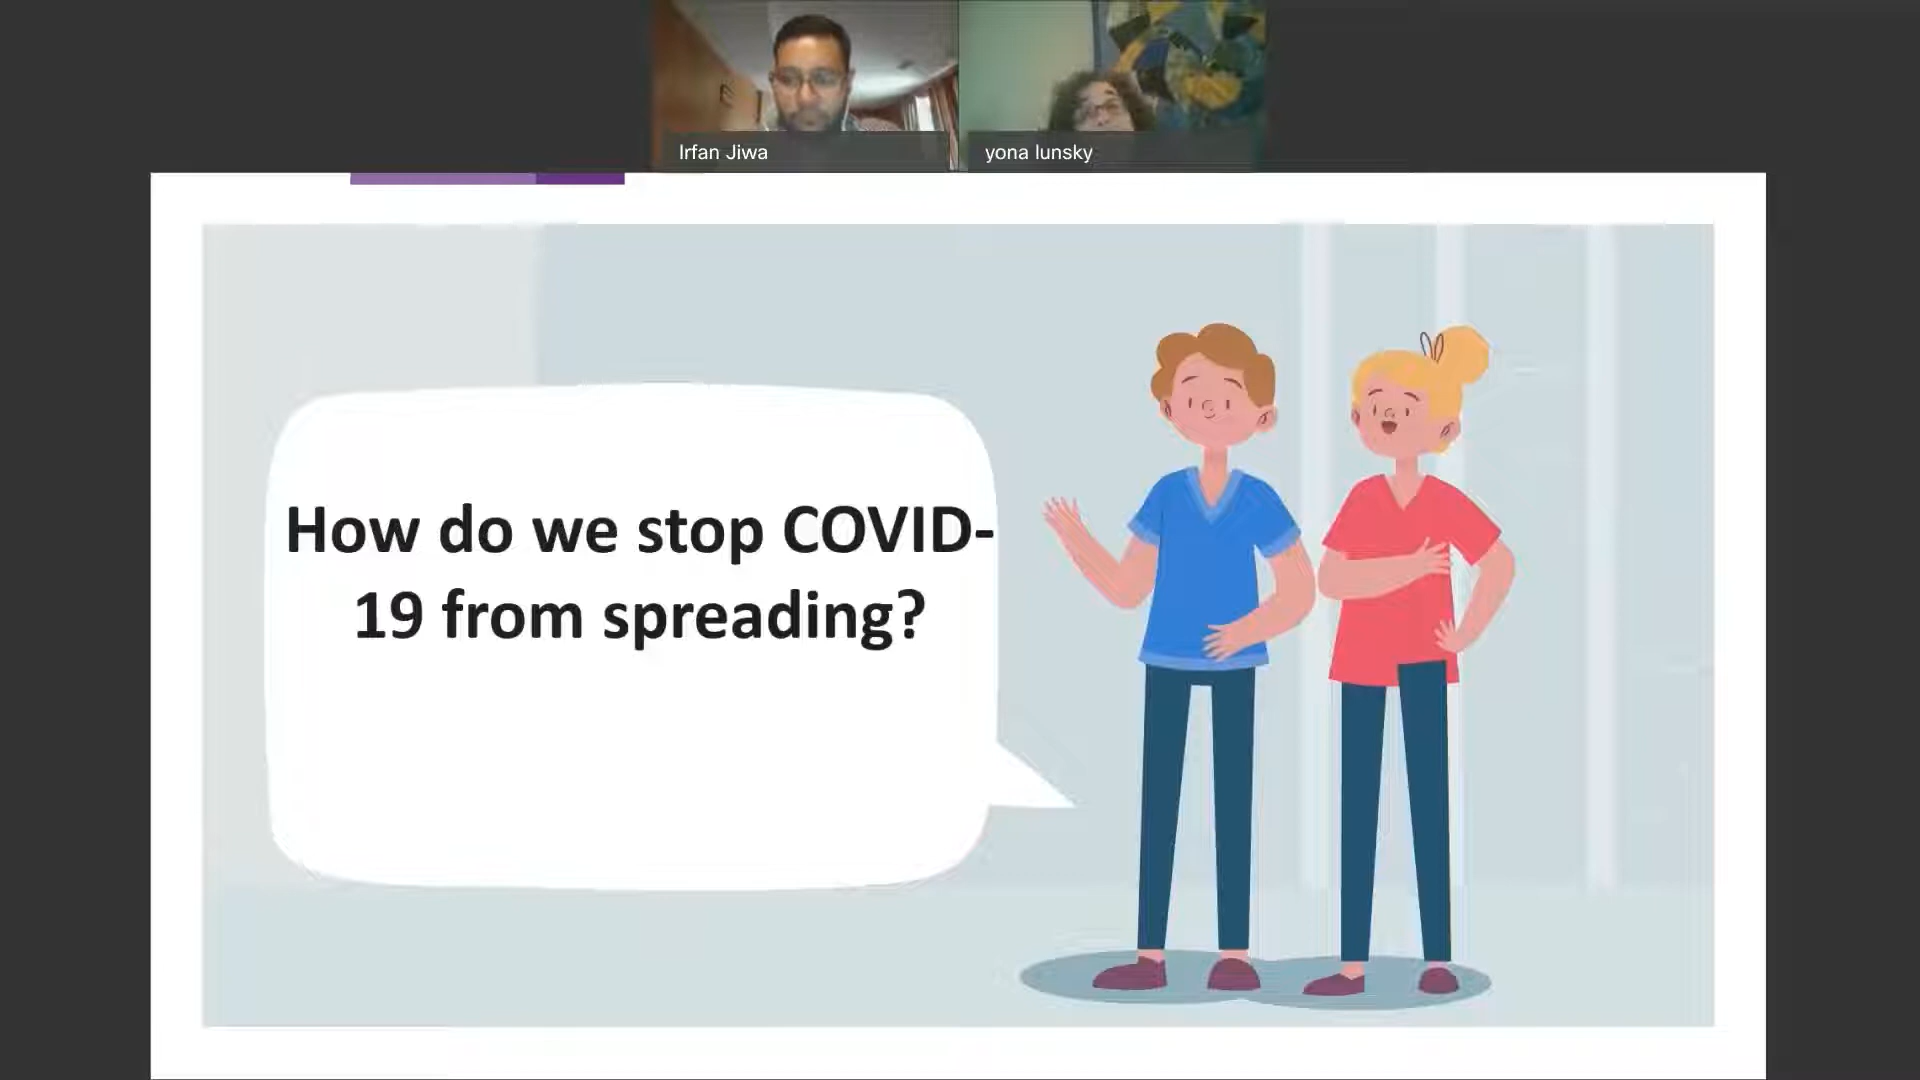 Irfan Jiwa
yona lunsky
How do we stop COVID-
19 from spreading?